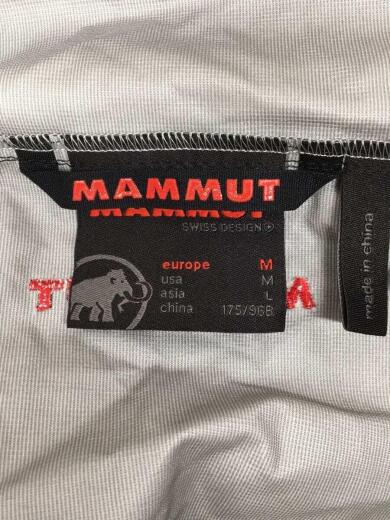 MAMMUT
MAMMUT
SWISS DESIGN
europe M
usa M
asia L
china 175/96B
made in china